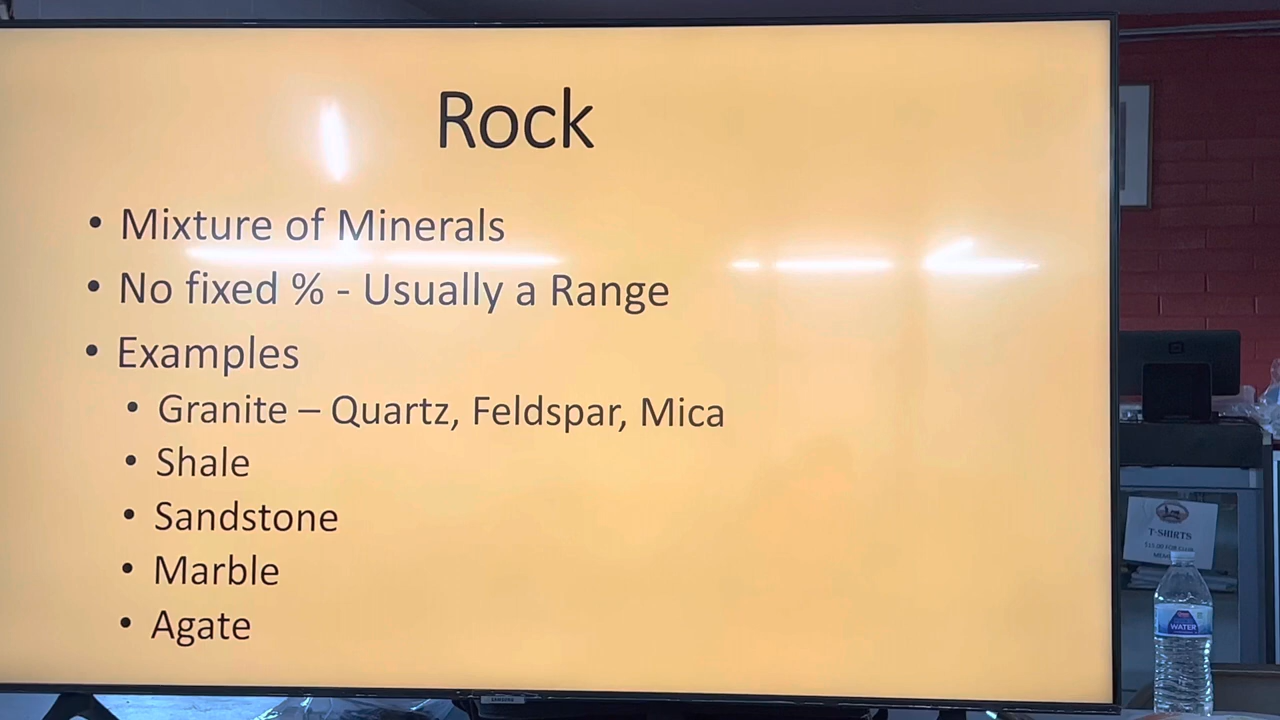 Rock
• Mixture of Minerals
• No fixed % - Usually a Range
• Examples
• Granite – Quartz, Feldspar, Mica
• Shale
• Sandstone
• Marble
• Agate
SAMSUNG
T-SHIRTS
WATER